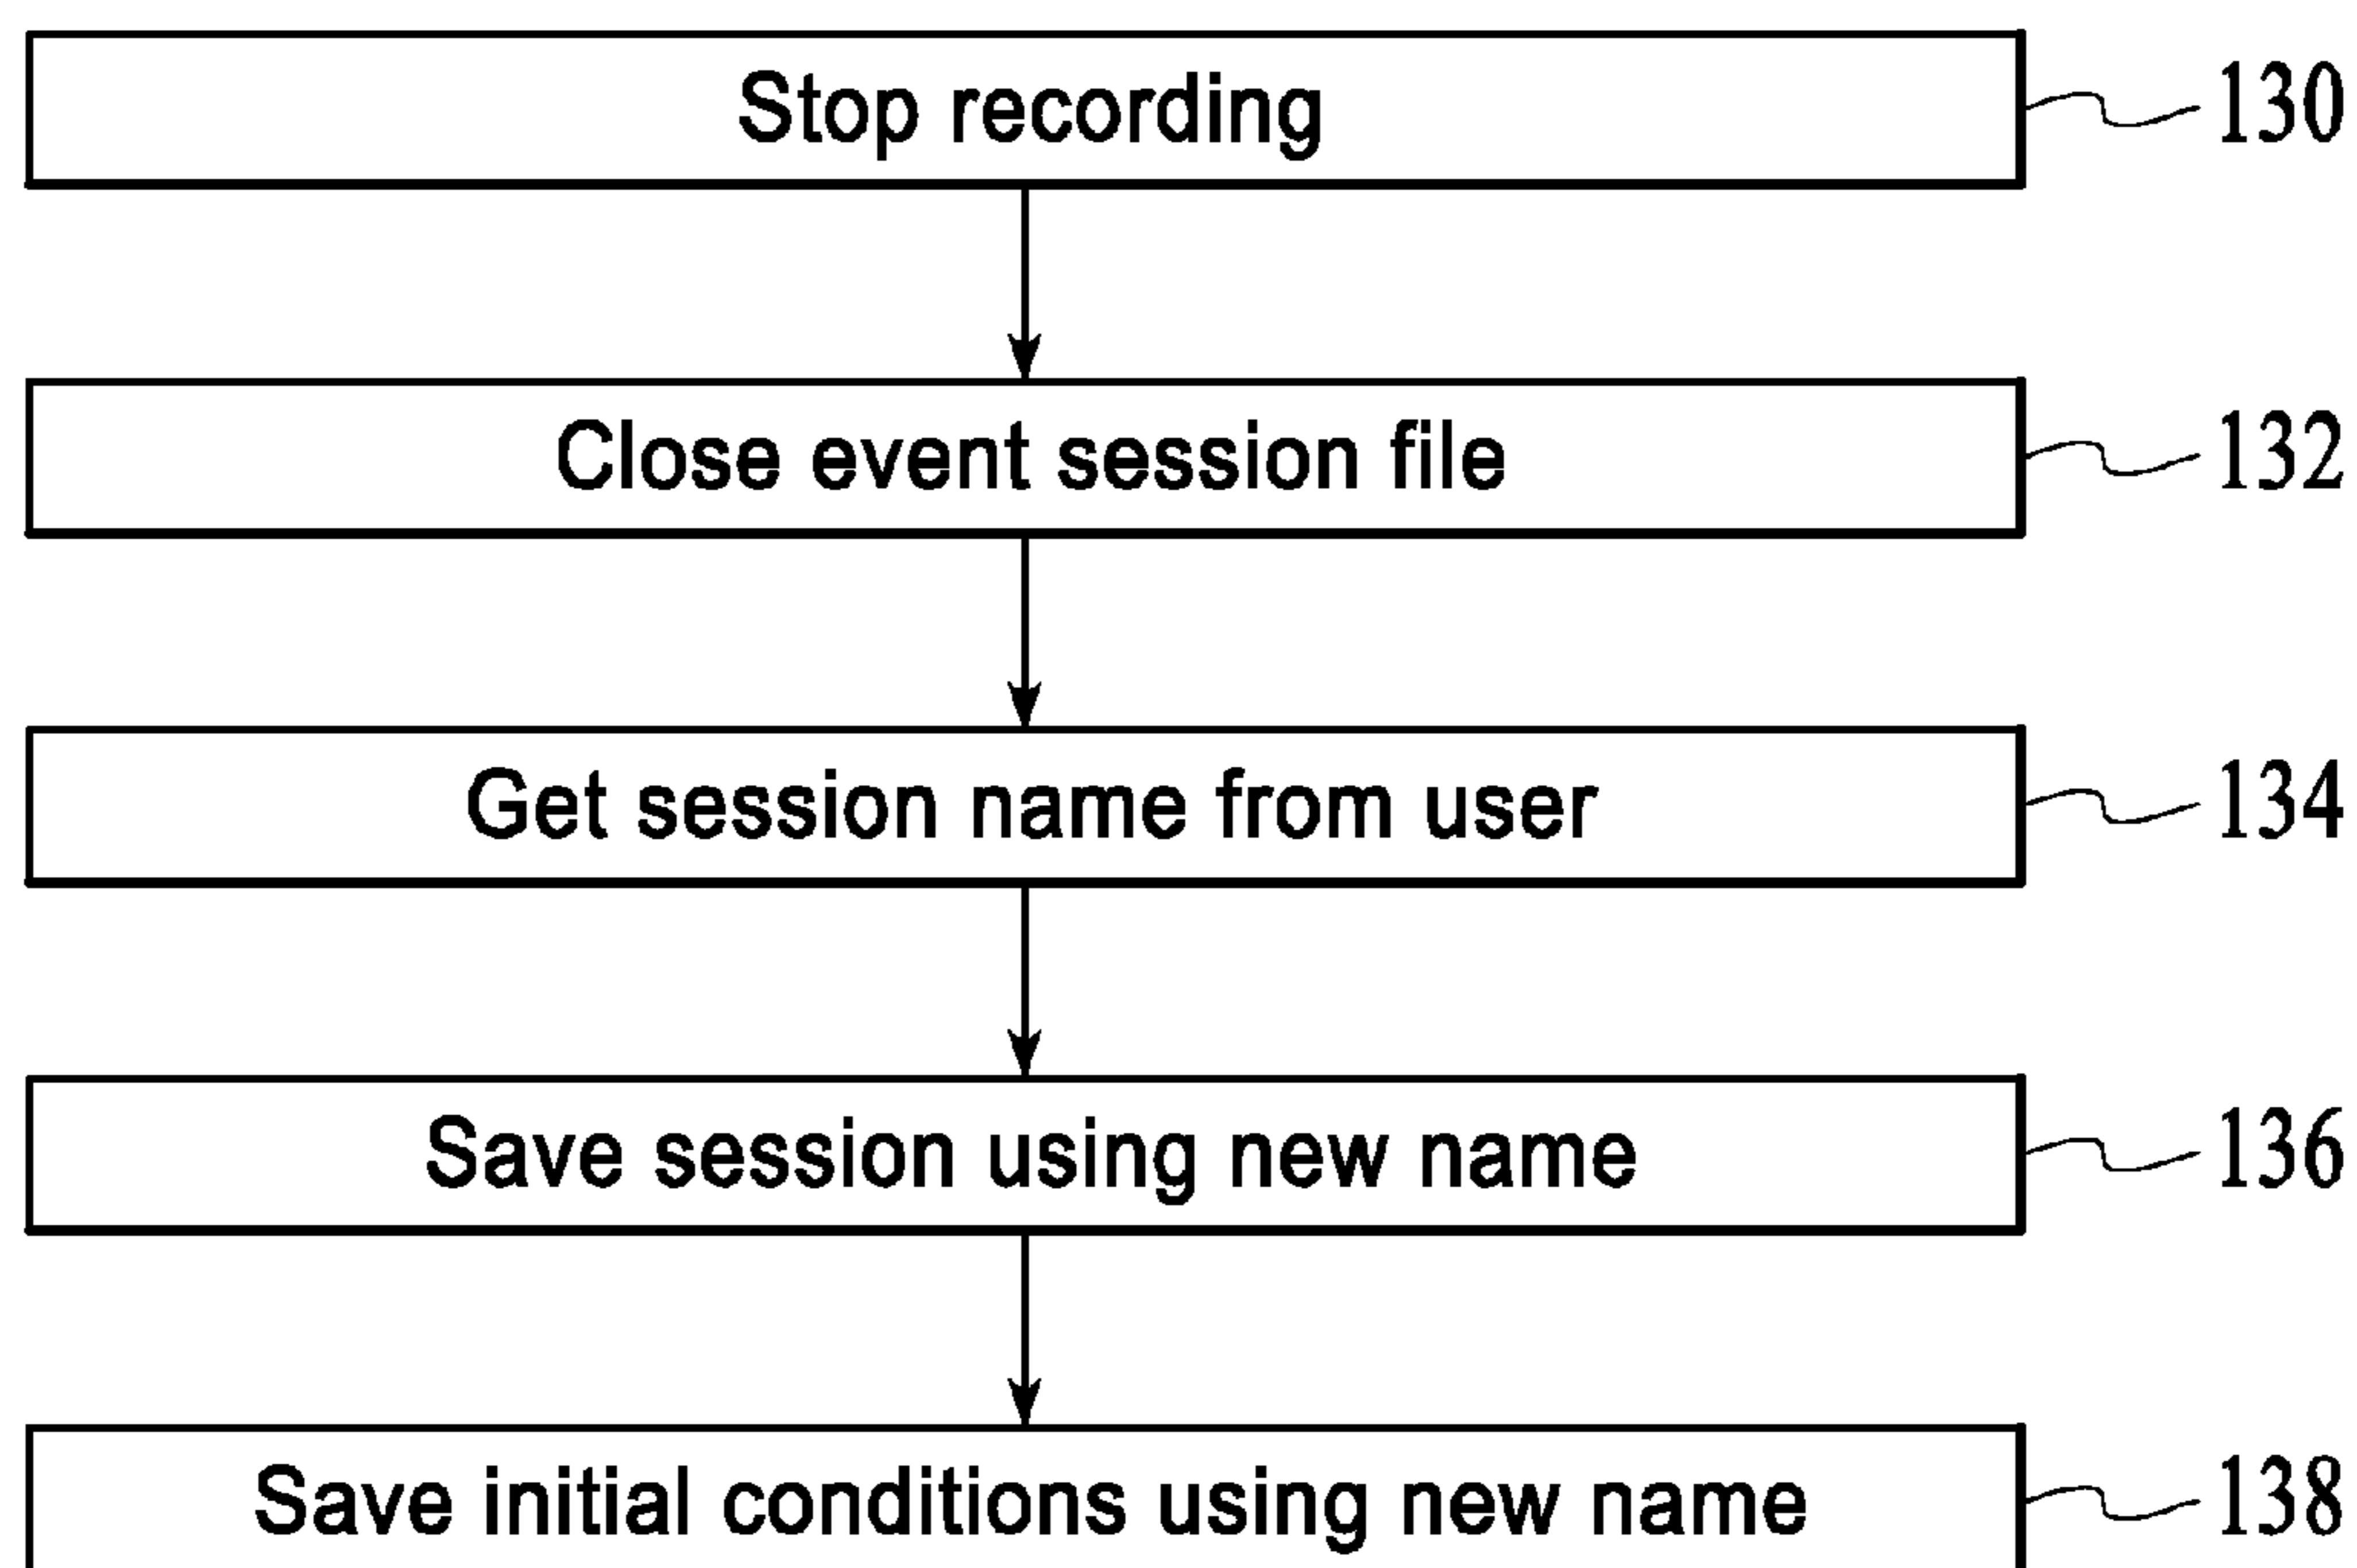 Stop recording 130
Close event session file 132
Get session name from user 134
Save session using new name 136
Save initial conditions using new name 138